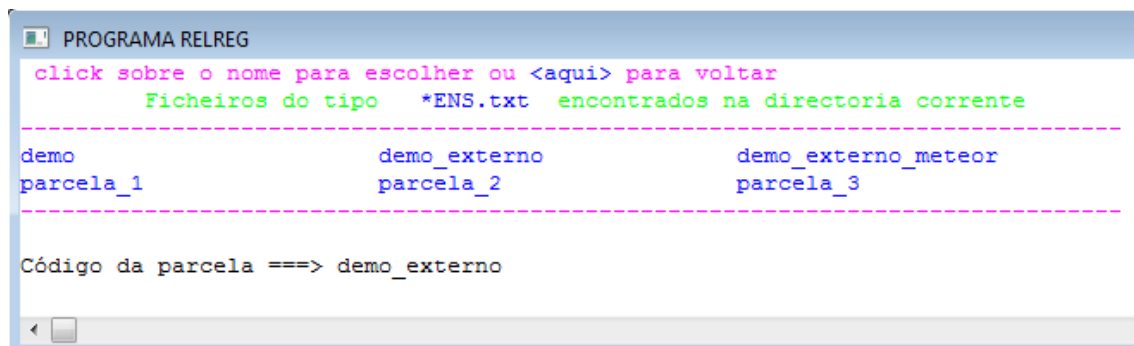 PROGRAMA RELREG
click sobre o nome para escolher ou <aqui> para voltar
Ficheiros do tipo *ENS.txt encontrados na directoria corrente
demo demo_externo demo_externo_meteor
parcela_1 parcela_2 parcela_3
Código da parcela ===> demo_externo